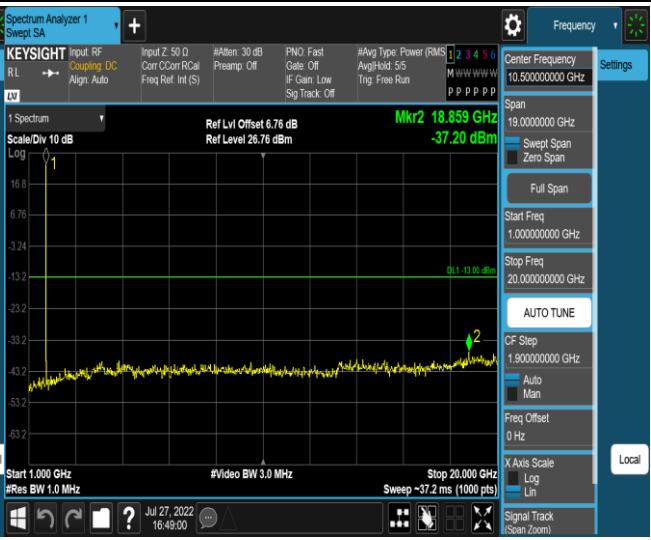 Spectrum Analyzer 1
Swept SA
Frequency
KEYSIGHT
RL
LXI
Input: RF
Coupling: DC
Align: Auto
Input Z: 50 Ω
Corr CCorr RCal
Freq Ref: Int (S)
#Atten: 30 dB
Preamp: Off
PNO: Fast
Gate: Off
IF Gain: Low
Sig Track: Off
#Avg Type: Power (RMS
Avg|Hold: 5/5
Trig: Free Run
1 2 3 4 5 6
M W W W W W
P P P P P P
1 Spectrum
Scale/Div 10 dB
Log
Ref Lvl Offset 6.76 dB
Ref Level 26.76 dBm
Mkr2 18.859 GHz
-37.20 dBm
1
16.8
6.76
-3.24
-13.2
DL1 -13.00 dBm
-23.2
-33.2
2
-43.2
-53.2
-63.2
Start 1.000 GHz
#Res BW 1.0 MHz
#Video BW 3.0 MHz
Stop 20.000 GHz
Sweep ~37.2 ms (1000 pts)
Jul 27, 2022
16:49:00
?
Center Frequency
10.500000000 GHz
Span
19.0000000 GHz
Swept Span
Zero Span
Full Span
Start Freq
1.000000000 GHz
Stop Freq
20.000000000 GHz
AUTO TUNE
CF Step
1.900000000 GHz
Auto
Man
Freq Offset
0 Hz
X Axis Scale
Log
Lin
Signal Track
(Span Zoom)
Settings
Local